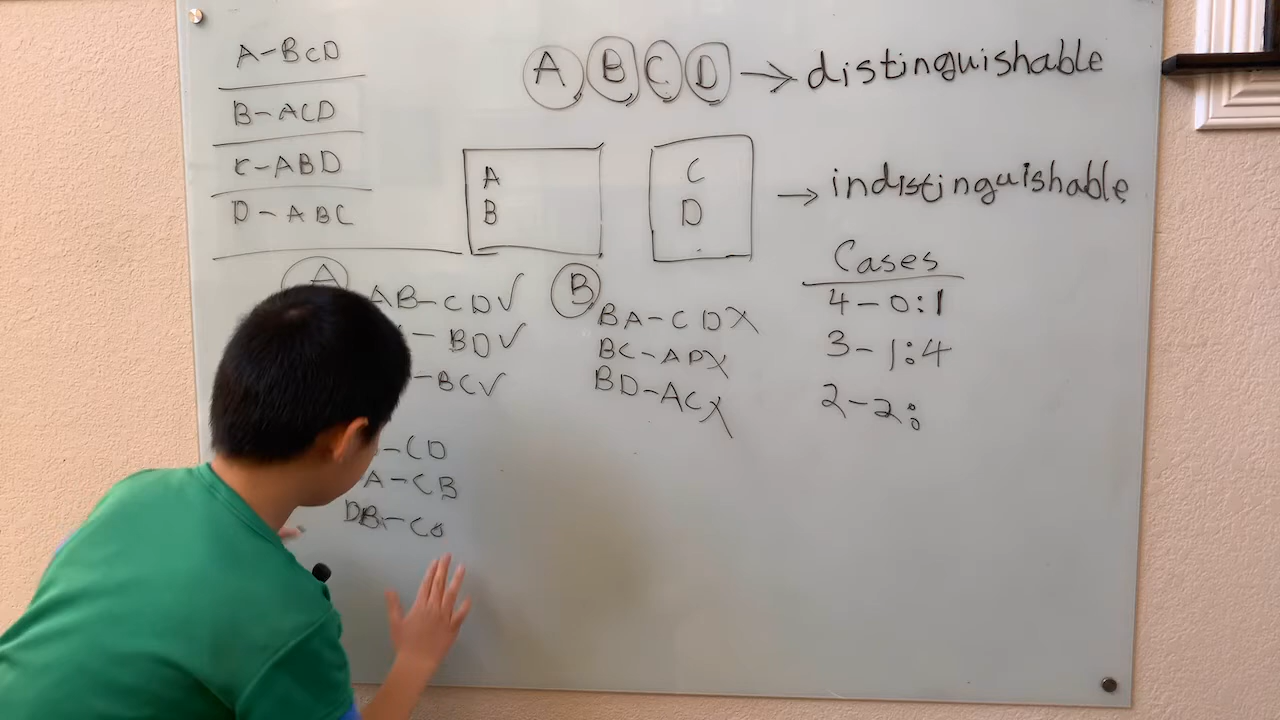 A-BCD
B-ACD
C-ABD
D-ABC
A B C D → distinguishable
A
B
C
D
→ indistinguishable
A
AB-CD✓
-BD✓
-BC✓
-CD
A-CB
B
BA-CDX
BC-ADX
BD-ACX
Cases
4-0:1
3-1:4
2-2: